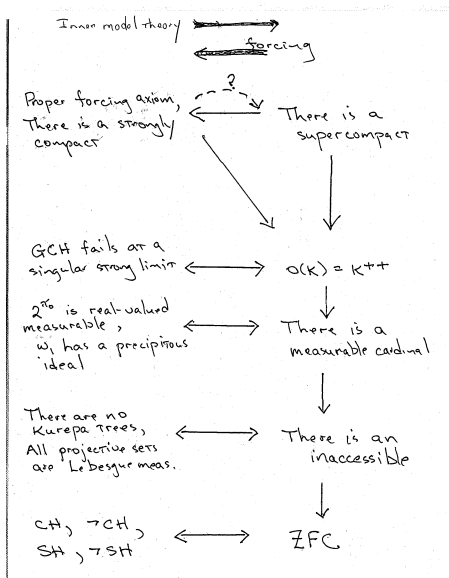 Inner model theory
forcing
?
Proper forcing axiom,
There is a strongly
compact
There is a
supercompact
GCH fails at a
singular strong limit
O(K) = K++
2^ℵ0 is real-valued
measurable,
ω1 has a precipitous
ideal
There is a
measurable cardinal
There are no
Kurepa Trees,
All projective sets
are Lebesgue meas.
There is an
inaccessible
CH, ¬CH,
SH, ¬SH
ZFC